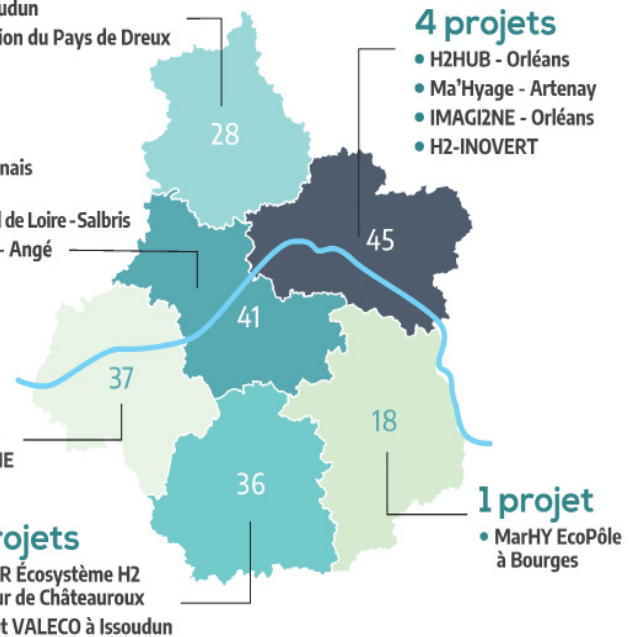 udun
ion du Pays de Dreux
nais
l de Loire - Salbris
- Angé
4 projets
• H2HUB - Orléans
• Ma'Hyage - Artenay
• IMAGI2NE - Orléans
• H2-INOVERT
28
45
41
37
18
36
IE
rojets
R Écosystème H2
ur de Châteauroux
t VALECO à Issoudun
1 projet
• MarHY EcoPôle
à Bourges